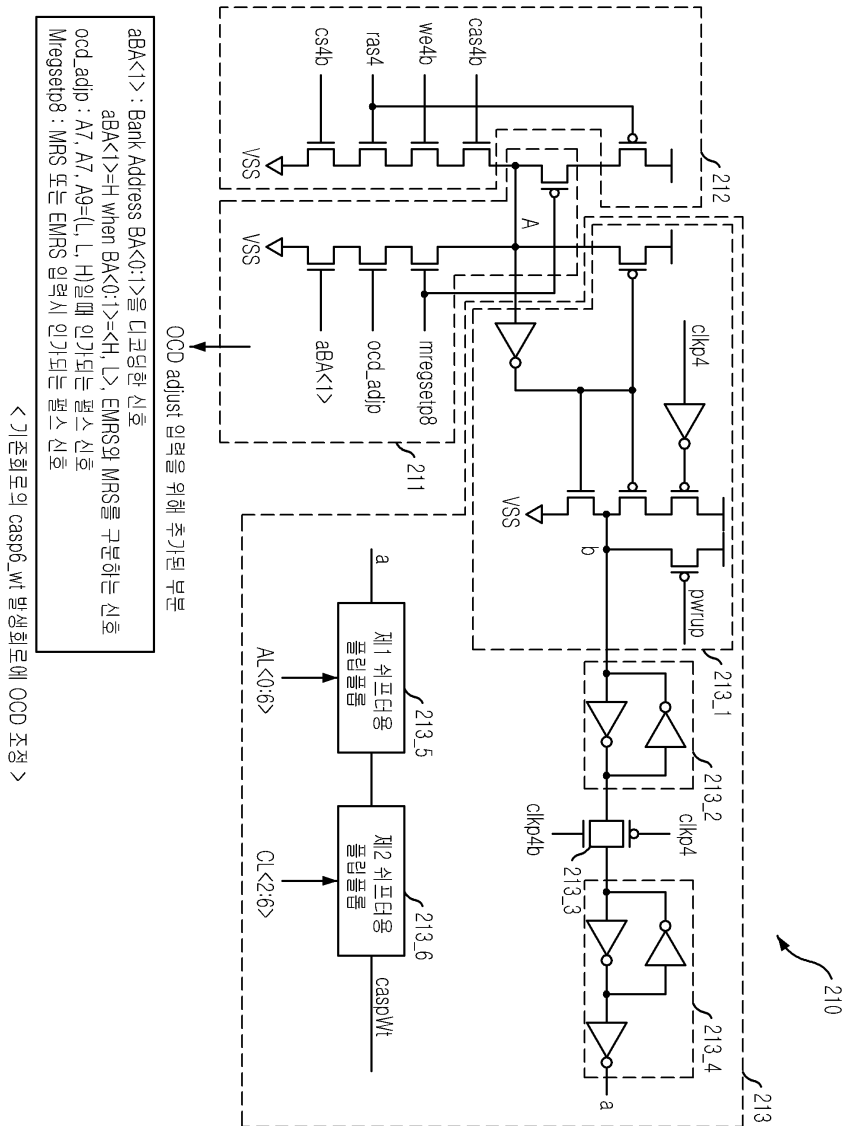 210
213
212
cas4b
we4b
ras4
cs4b
VSS
A
VSS
mregsetp8
ocd_adjp
aBA<1>
211
clkp4
VSS
b
pwrup
213_1
213_2
clkp4
clkp4b
213_3
213_4
a
a
제1 쉬프터용
플립플롭
213_5
AL<0:6>
제2 쉬프터용
플립플롭
213_6
CL<2:6>
caspWt
OCD adjust 입력을 위해 추가된 부분
aBA<1> : Bank Address BA<0:1>을 디코딩한 신호
aBA<1>=H when BA<0:1>=<H, L>, EMRS와 MRS를 구분하는 신호
ocd_adjp : A7, A7, A9=(L, L, H)일때 인가되는 펄스 신호
Mregsetp8 : MRS 또는 EMRS 입력시 인가되는 펄스 신호
< 기존회로의 casp6_wt 발생회로에 OCD 조정 >